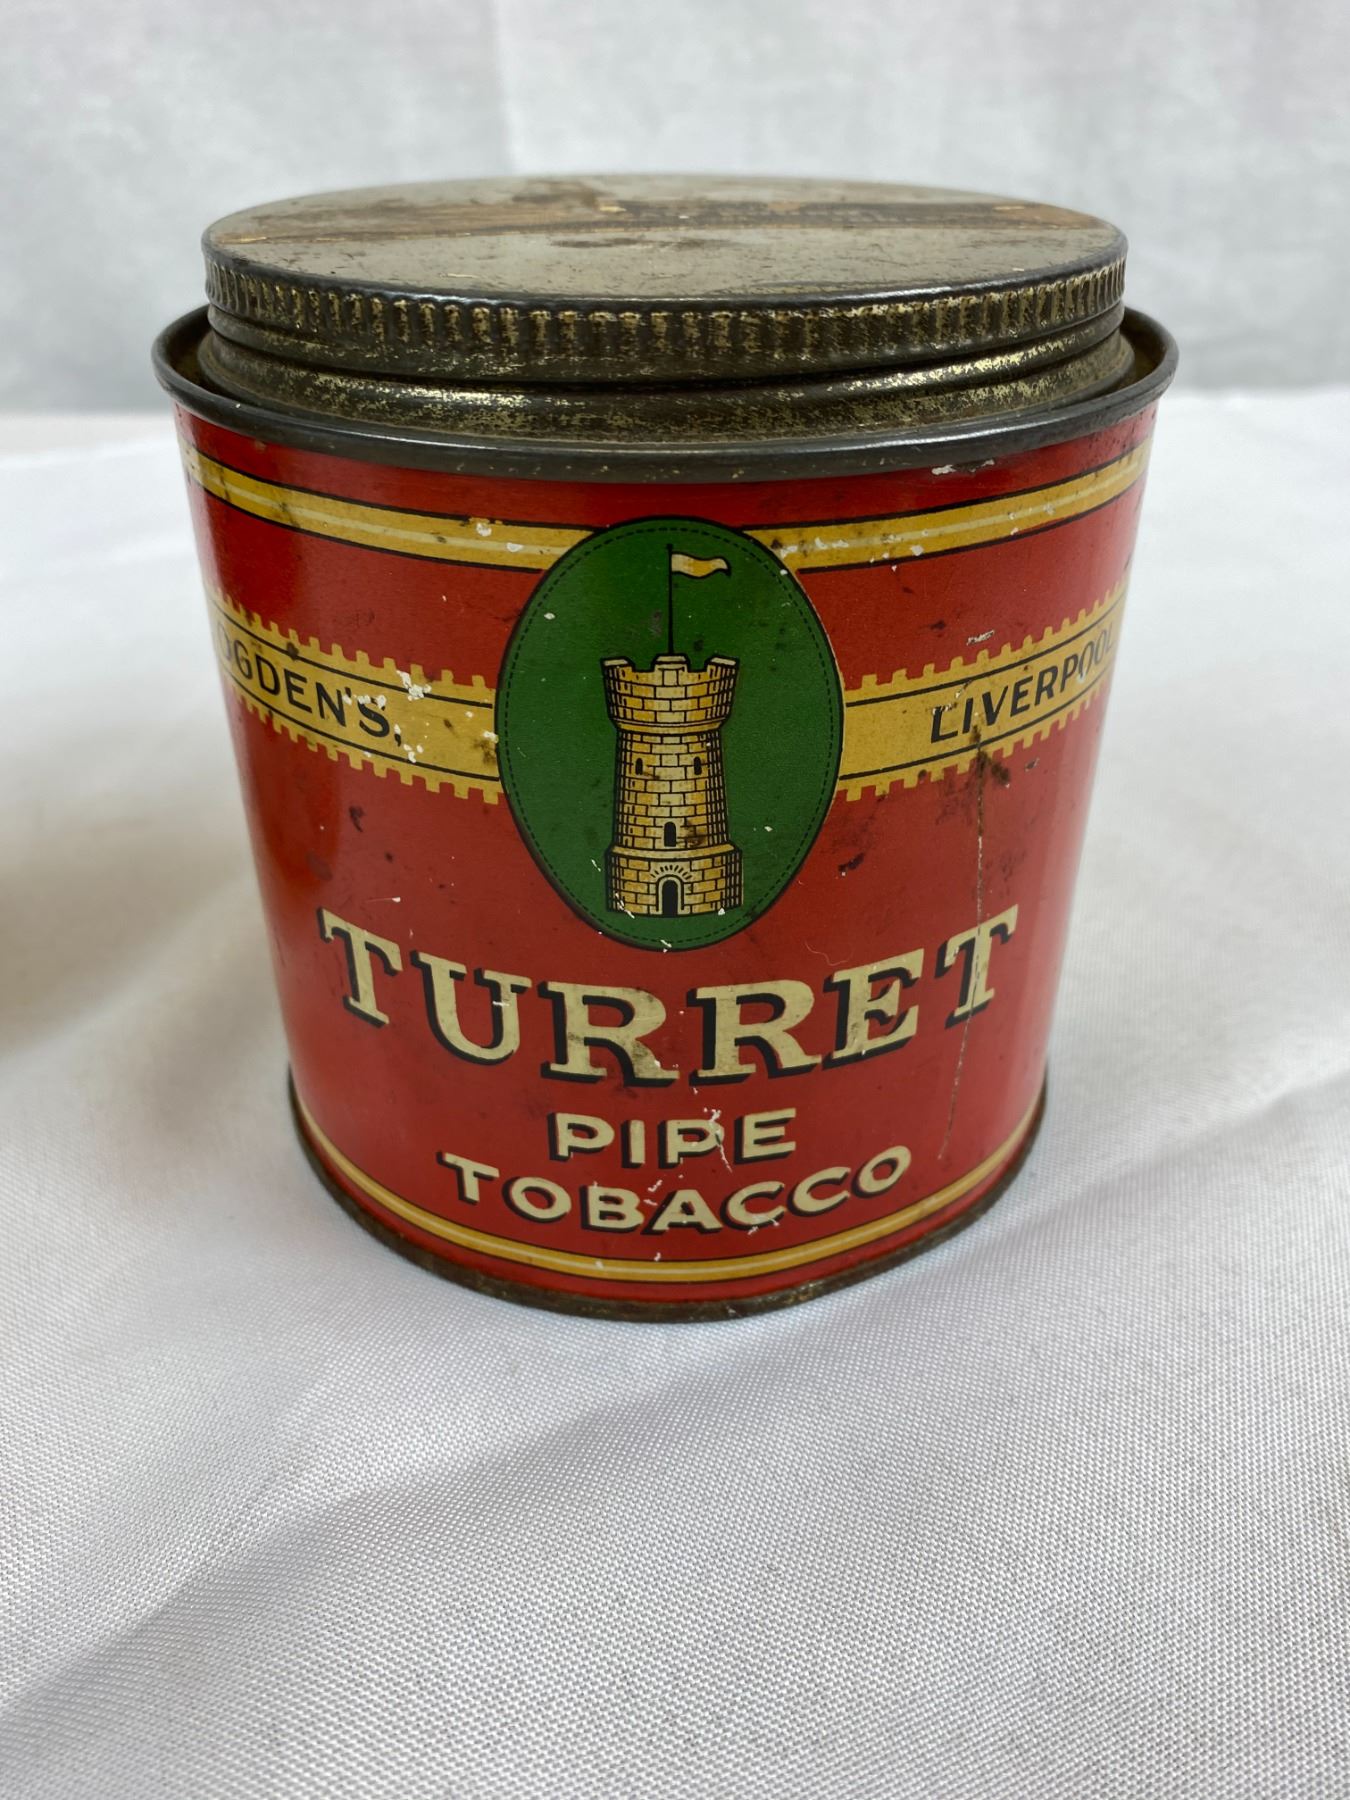 OGDEN'S, LIVERPOOL
TURRET
PIPE
TOBACCO